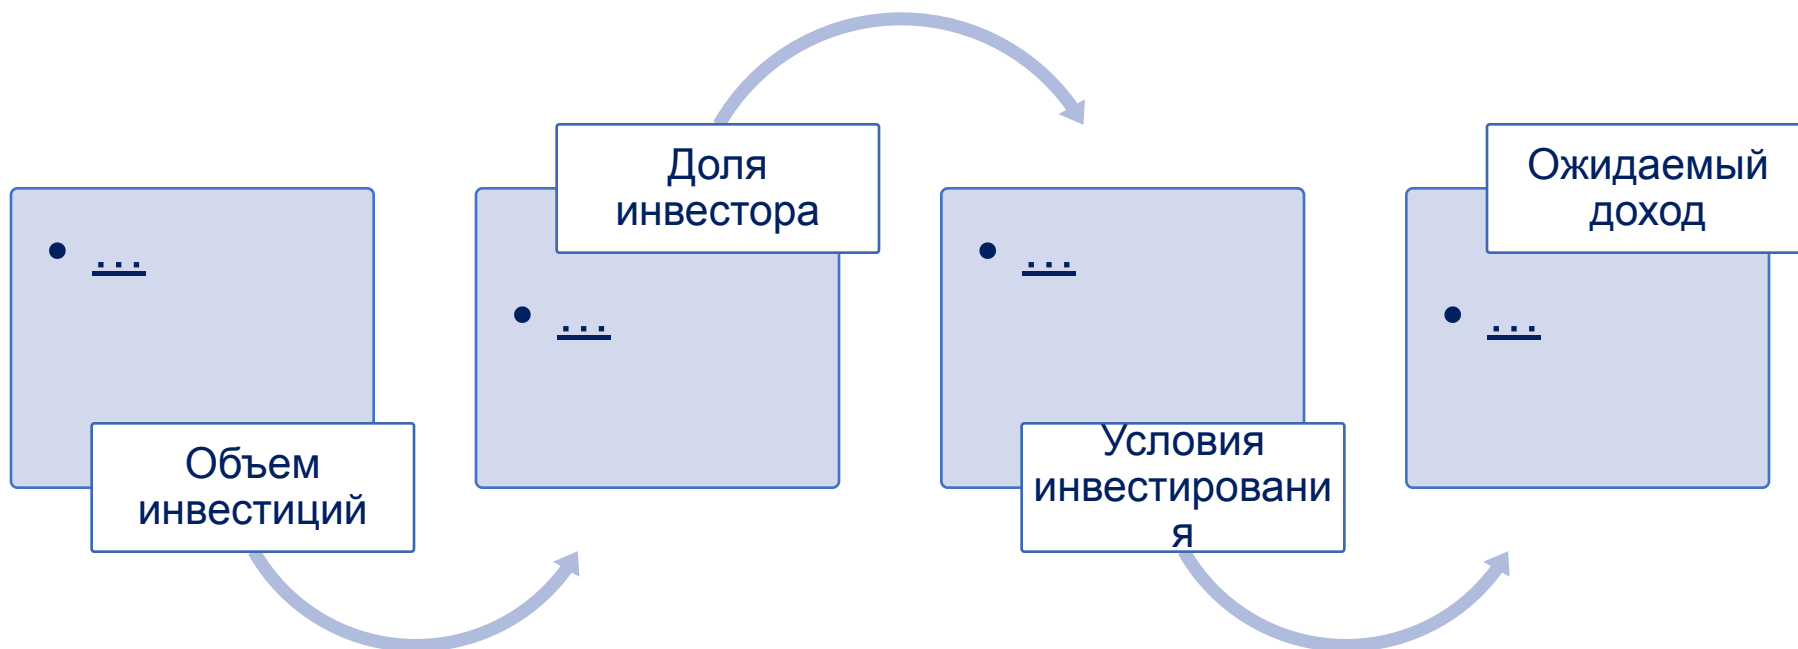 • ...
Объем
инвестиций
Доля
инвестора
• ...
• ...
Условия
инвестировани
я
Ожидаемый
доход
• ...